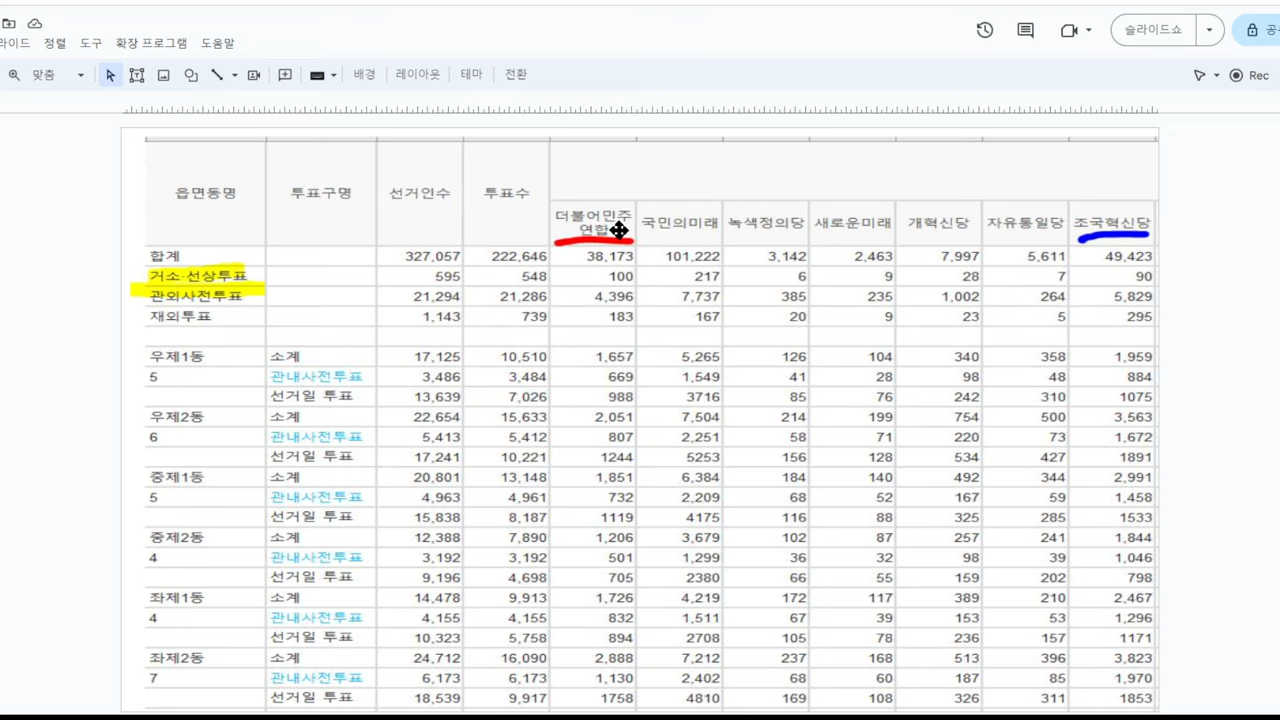 라이드 정렬 도구 확장 프로그램 도움말 슬라이드쇼
맞춤 배경 레이아웃 테마 전환 Rec
읍면동명 투표구명 선거인수 투표수
더불어민주
연합 국민의미래 녹색정의당 새로운미래 개혁신당 자유통일당 조국혁신당
합계 327,057 222,646 38,173 101,222 3,142 2,463 7,997 5,611 49,423
거소·선상투표 595 548 100 217 6 9 28 7 90
관외사전투표 21,294 21,286 4,396 7,737 385 235 1,002 264 5,829
재외투표 1,143 739 183 167 20 9 23 5 295
우제1동 소계 17,125 10,510 1,657 5,265 126 104 340 358 1,959
5 관내사전투표 3,486 3,484 669 1,549 41 28 98 48 884
선거일 투표 13,639 7,026 988 3716 85 76 242 310 1075
우제2동 소계 22,654 15,633 2,051 7,504 214 199 754 500 3,563
6 관내사전투표 5,413 5,412 807 2,251 58 71 220 73 1,672
선거일 투표 17,241 10,221 1244 5253 156 128 534 427 1891
중제1동 소계 20,801 13,148 1,851 6,384 184 140 492 344 2,991
5 관내사전투표 4,963 4,961 732 2,209 68 52 167 59 1,458
선거일 투표 15,838 8,187 1119 4175 116 88 325 285 1533
중제2동 소계 12,388 7,890 1,206 3,679 102 87 257 241 1,844
4 관내사전투표 3,192 3,192 501 1,299 36 32 98 39 1,046
선거일 투표 9,196 4,698 705 2380 66 55 159 202 798
좌제1동 소계 14,478 9,913 1,726 4,219 172 117 389 210 2,467
4 관내사전투표 4,155 4,155 832 1,511 67 39 153 53 1,296
선거일 투표 10,323 5,758 894 2708 105 78 236 157 1171
좌제2동 소계 24,712 16,090 2,888 7,212 237 168 513 396 3,823
7 관내사전투표 6,173 6,173 1,130 2,402 68 60 187 85 1,970
선거일 투표 18,539 9,917 1758 4810 169 108 326 311 1853